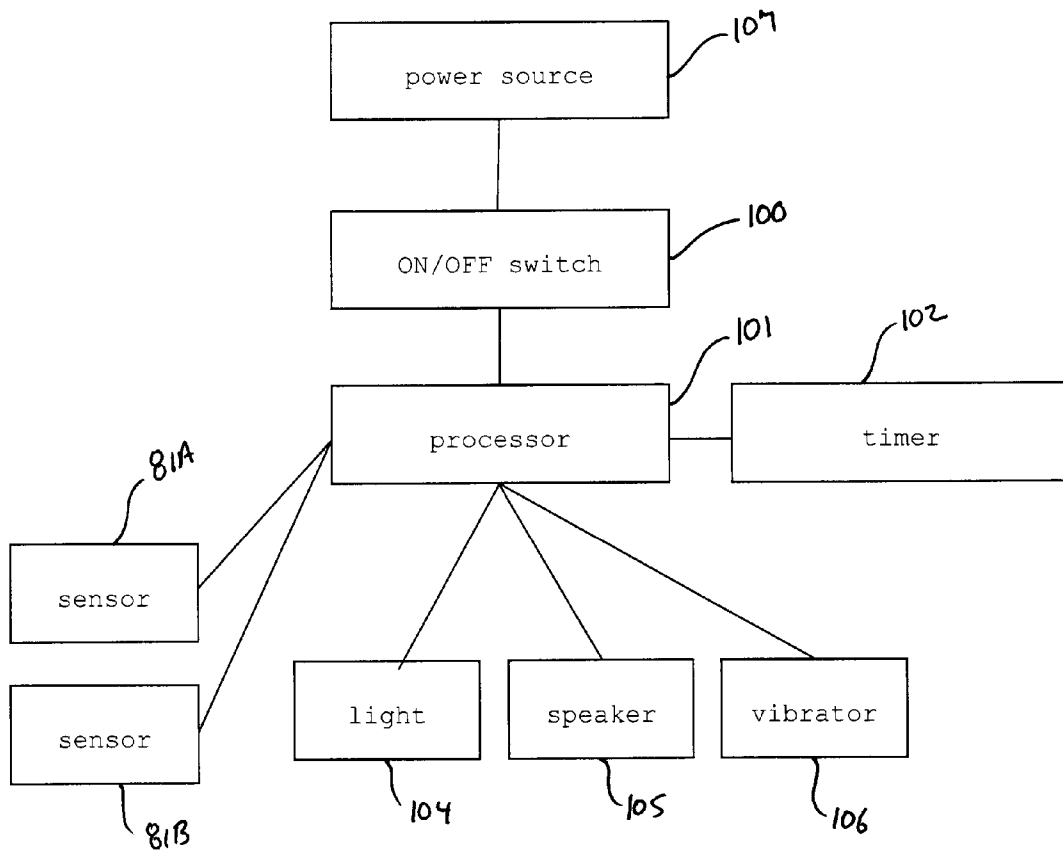 107
power source
100
ON/OFF switch
101
102
processor
timer
81A
sensor
light
speaker
vibrator
sensor
104
105
106
81B